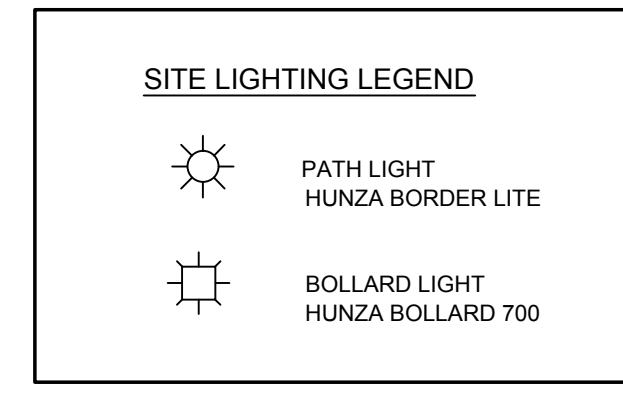 SITE LIGHTING LEGEND
PATH LIGHT
HUNZA BORDER LITE
BOLLARD LIGHT
HUNZA BOLLARD 700